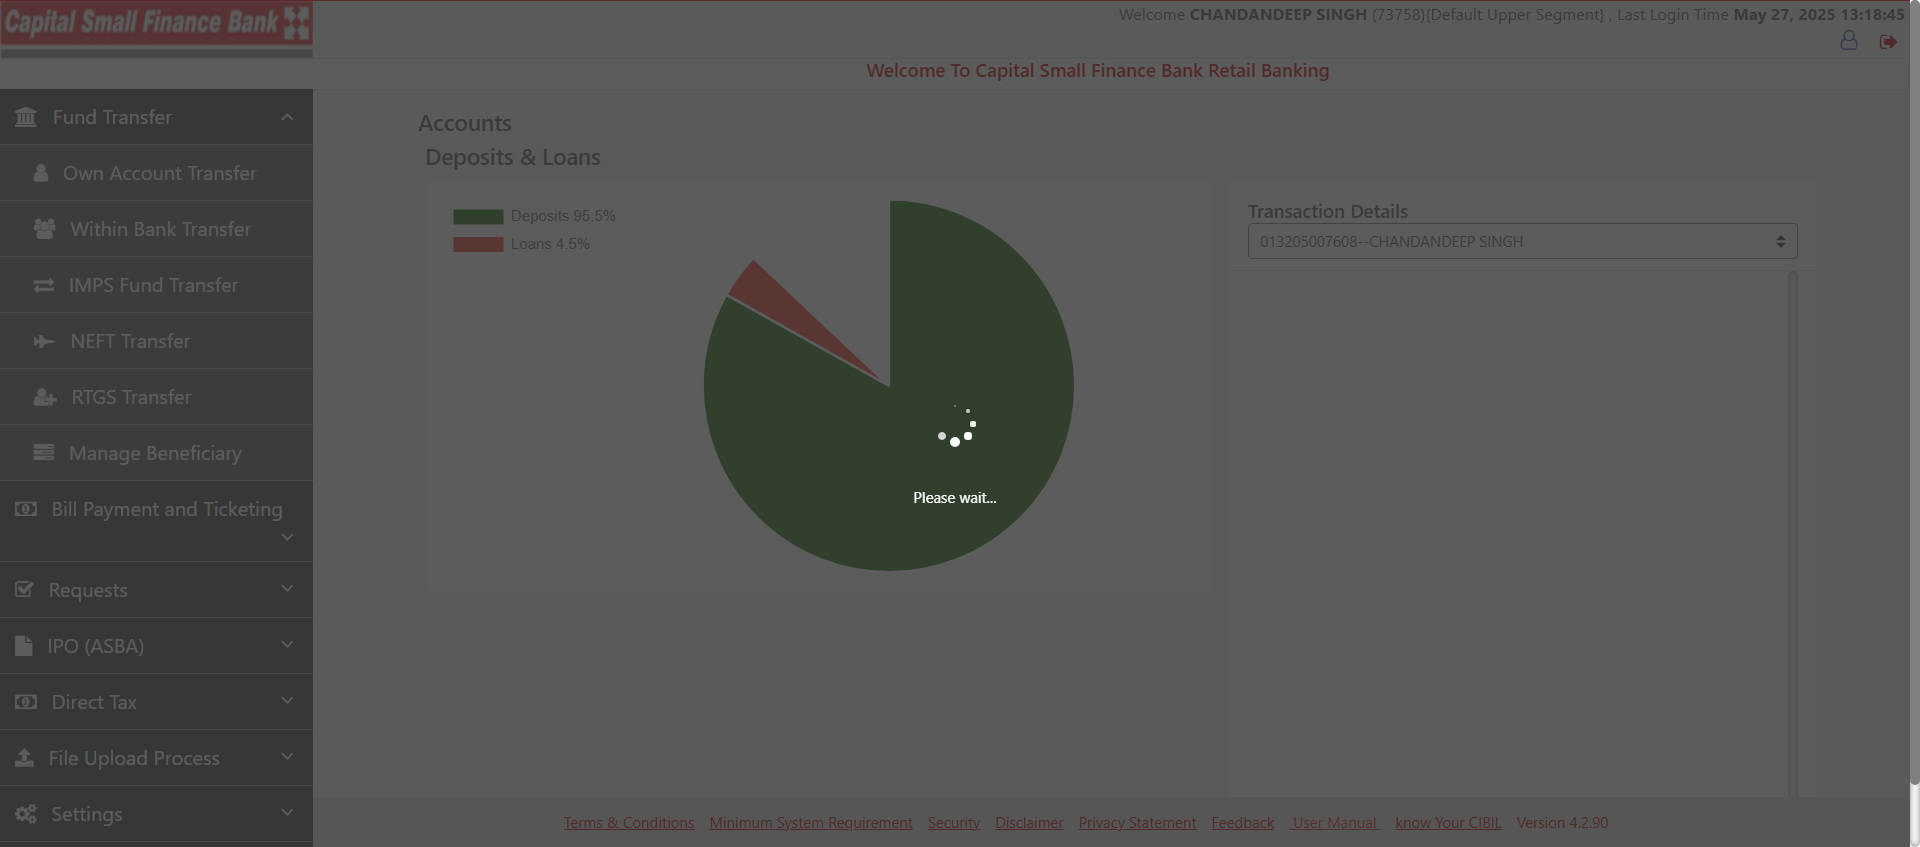 Capital Small Finance Bank
Welcome CHANDANDEEP SINGH (73758){Default Upper Segment} , Last Login Time May 27, 2025 13:18:45
Welcome To Capital Small Finance Bank Retail Banking
Fund Transfer
Own Account Transfer
Within Bank Transfer
IMPS Fund Transfer
NEFT Transfer
RTGS Transfer
Manage Beneficiary
Bill Payment and Ticketing
Requests
IPO (ASBA)
Direct Tax
File Upload Process
Settings
Accounts
Deposits & Loans
Deposits 95.5%
Loans 4.5%
Please wait...
Transaction Details
013205007608--CHANDANDEEP SINGH
Terms & Conditions Minimum System Requirement Security Disclaimer Privacy Statement Feedback User Manual know Your CIBIL Version 4.2.90